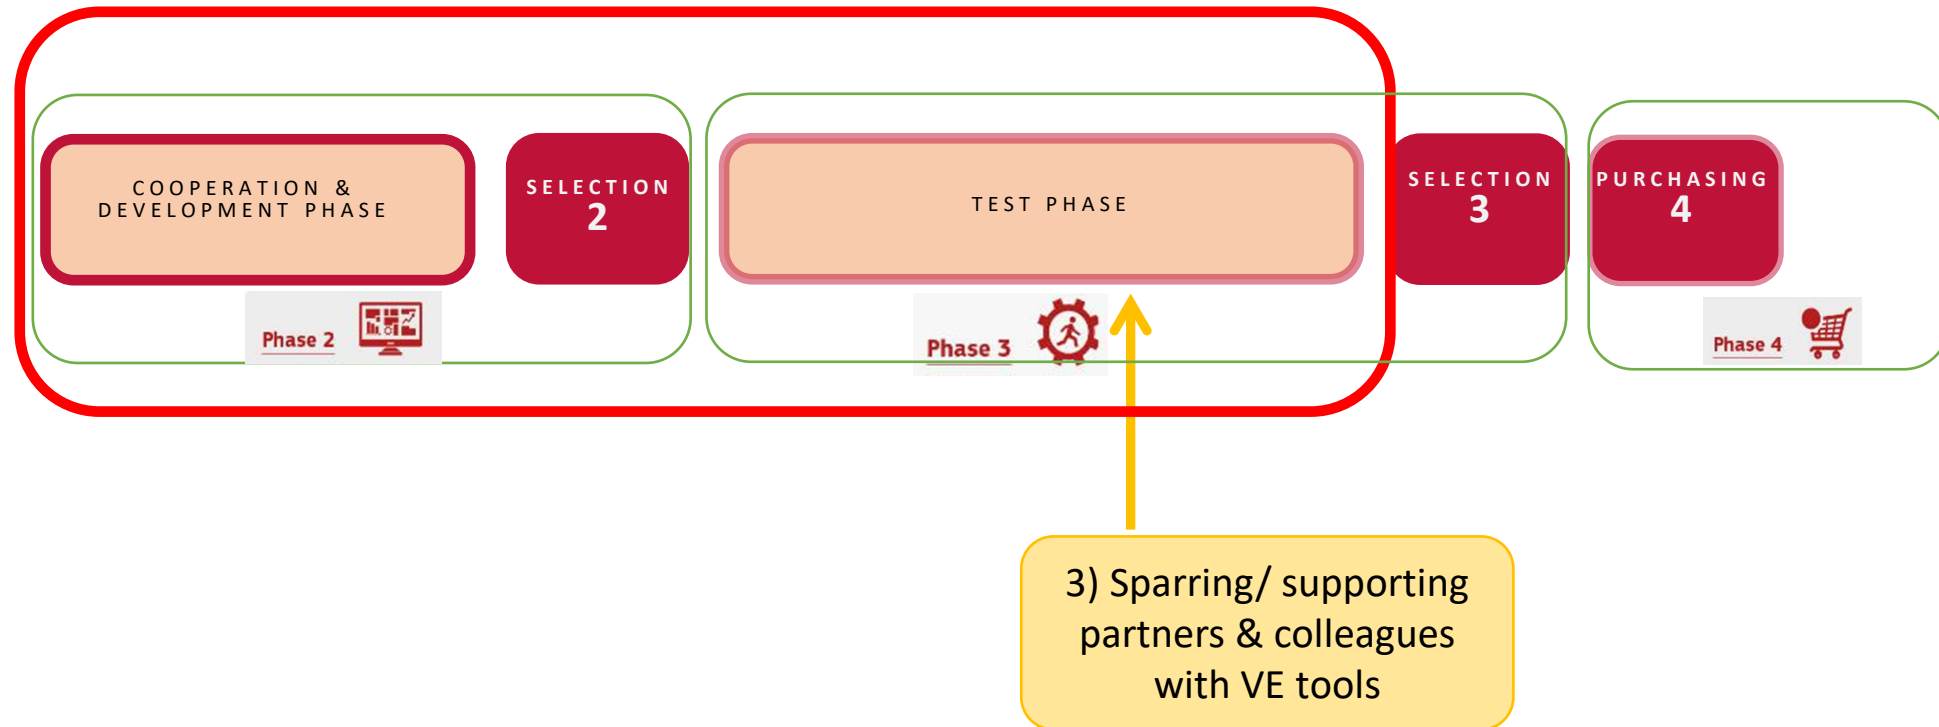 COOPERATION &
DEVELOPMENT PHASE
SELECTION
2
TEST PHASE
SELECTION
3
PURCHASING
4
Phase 2
Phase 3
Phase 4
3) Sparring/ supporting
partners & colleagues
with VE tools